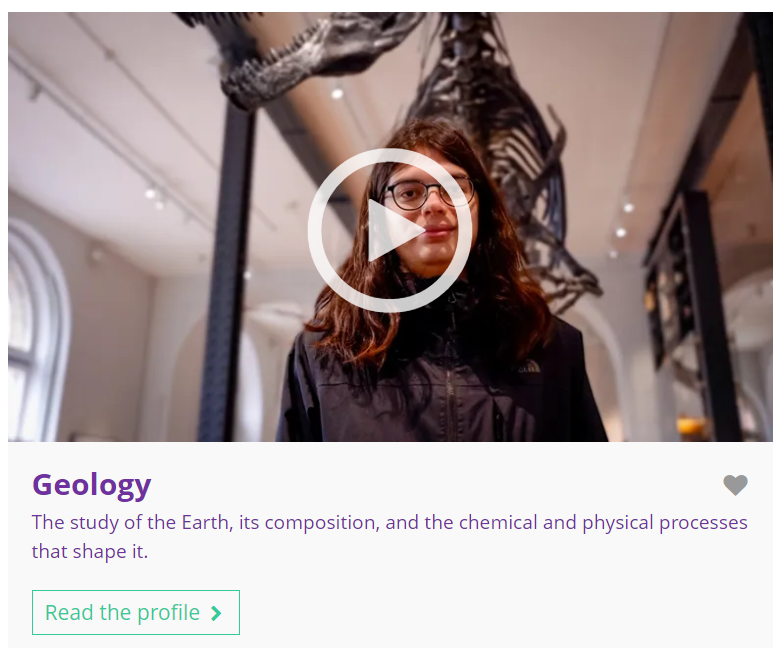 Geology
The study of the Earth, its composition, and the chemical and physical processes
that shape it.
Read the profile